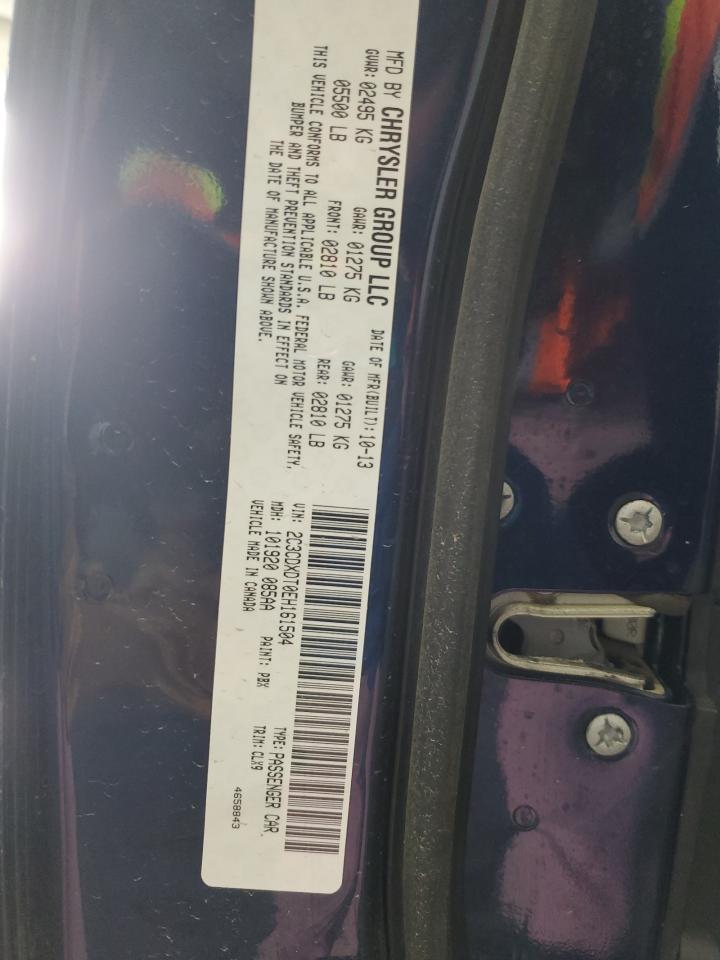 MFD BY CHRYSLER GROUP LLC DATE OF MFR(BUILT): 10-13
GVWR: 02495 KG GAWR: 01275 KG GAWR: 01275 KG
05500 LB FRONT: 02810 LB REAR: 02810 LB
THIS VEHICLE CONFORMS TO ALL APPLICABLE U.S.A. FEDERAL MOTOR VEHICLE SAFETY,
BUMPER AND THEFT PREVENTION STANDARDS IN EFFECT ON
THE DATE OF MANUFACTURE SHOWN ABOVE.
VIN: 2C3CDXDT0EH161504 TYPE: PASSENGER CAR
MDH: 101920 085AA PAINT: PBX TRIM: CLX9
VEHICLE MADE IN CANADA
4658843